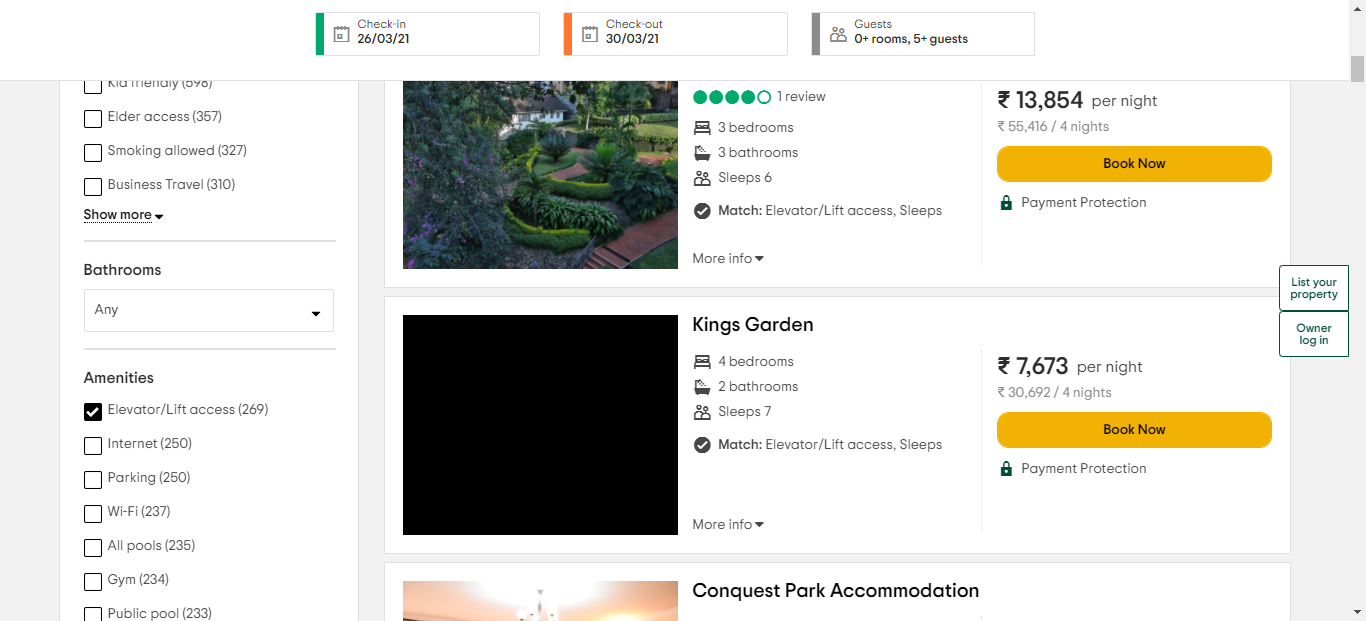 Check-in
26/03/21
Check-out
30/03/21
Guests
0+ rooms, 5+ guests
Kid friendly (598)
Elder access (357)
Smoking allowed (327)
Business Travel (310)
Show more
Bathrooms
Any
Amenities
Elevator/Lift access (269)
Internet (250)
Parking (250)
Wi-Fi (237)
All pools (235)
Gym (234)
Public pool (233)
1 review
3 bedrooms
3 bathrooms
Sleeps 6
Match: Elevator/Lift access, Sleeps
More info
₹ 13,854 per night
₹ 55,416 / 4 nights
Book Now
Payment Protection
Kings Garden
4 bedrooms
2 bathrooms
Sleeps 7
Match: Elevator/Lift access, Sleeps
More info
₹ 7,673 per night
₹ 30,692 / 4 nights
Book Now
Payment Protection
Conquest Park Accommodation
List your
property
Owner
log in